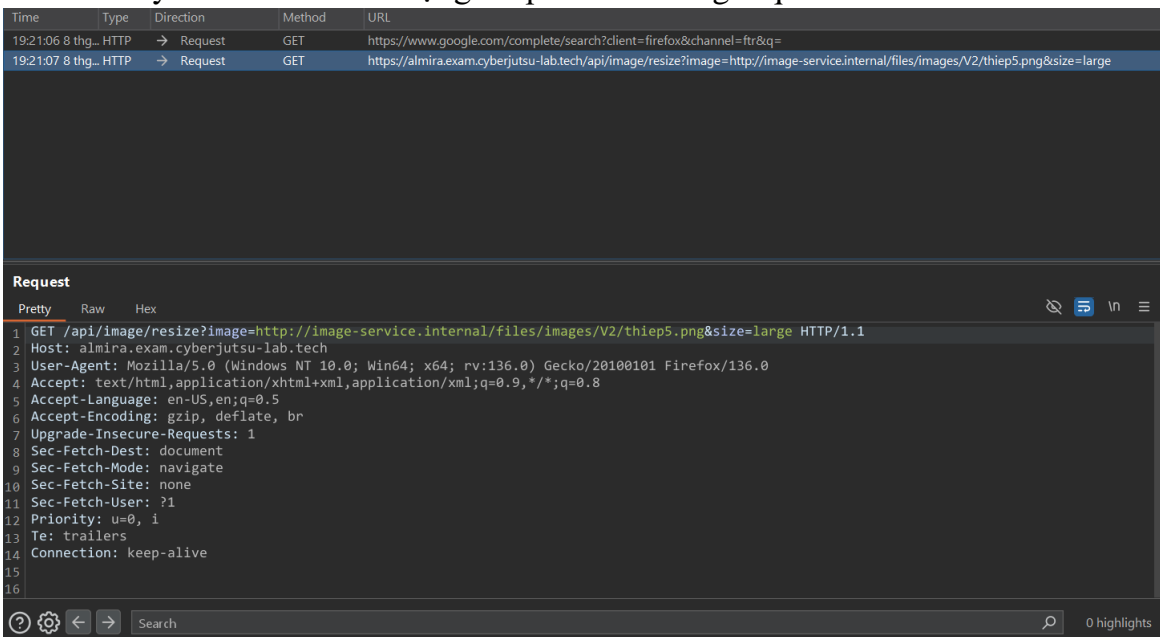 Time Type Direction Method URL
19:21:06 8 thg... HTTP → Request GET https://www.google.com/complete/search?client=firefox&channel=ftr&q=
19:21:07 8 thg... HTTP → Request GET https://almira.exam.cyberjutsu-lab.tech/api/image/resize?image=http://image-service.internal/files/images/V2/thiep5.png&size=large
Request
Pretty Raw Hex
\n
1 GET /api/image/resize?image=http://image-service.internal/files/images/V2/thiep5.png&size=large HTTP/1.1
2 Host: almira.exam.cyberjutsu-lab.tech
3 User-Agent: Mozilla/5.0 (Windows NT 10.0; Win64; x64; rv:136.0) Gecko/20100101 Firefox/136.0
4 Accept: text/html,application/xhtml+xml,application/xml;q=0.9,*/*;q=0.8
5 Accept-Language: en-US,en;q=0.5
6 Accept-Encoding: gzip, deflate, br
7 Upgrade-Insecure-Requests: 1
8 Sec-Fetch-Dest: document
9 Sec-Fetch-Mode: navigate
10 Sec-Fetch-Site: none
11 Sec-Fetch-User: ?1
12 Priority: u=0, i
13 Te: trailers
14 Connection: keep-alive
15
16
Search 0 highlights